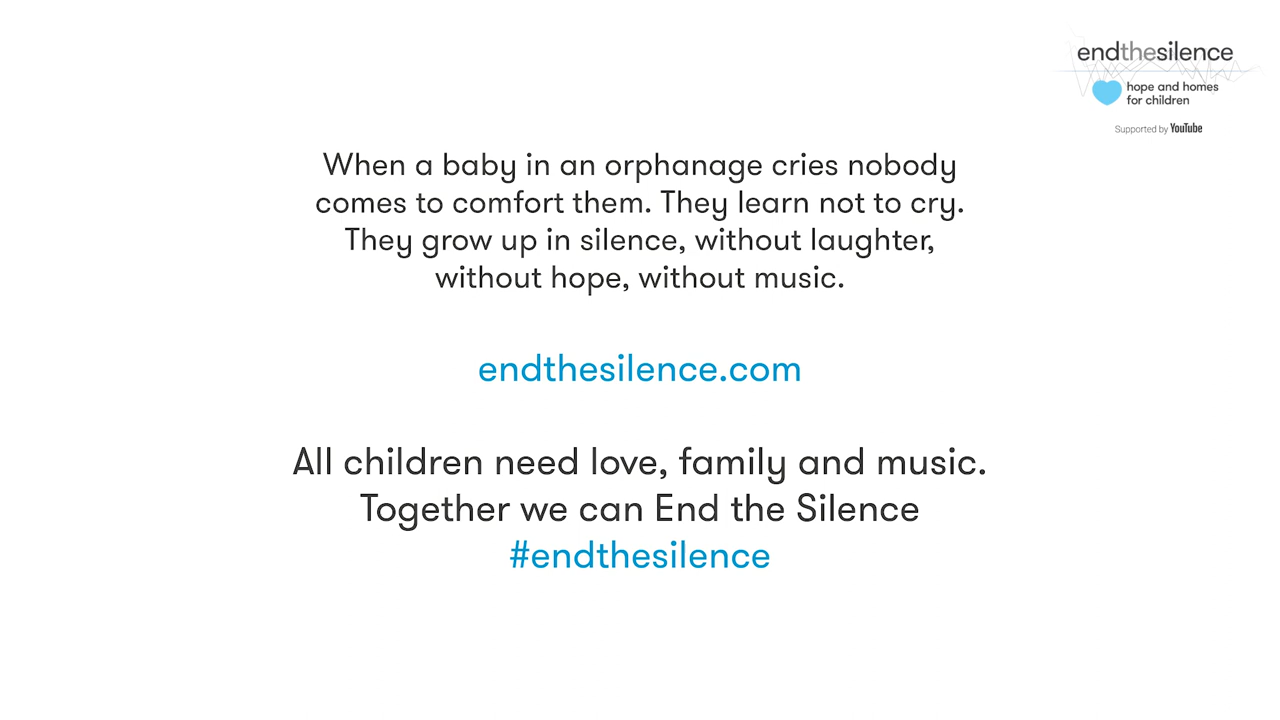 endthesilence
hope and homes
for children
Supported by YouTube
When a baby in an orphanage cries nobody
comes to comfort them. They learn not to cry.
They grow up in silence, without laughter,
without hope, without music.
endthesilence.com
All children need love, family and music.
Together we can End the Silence
#endthesilence